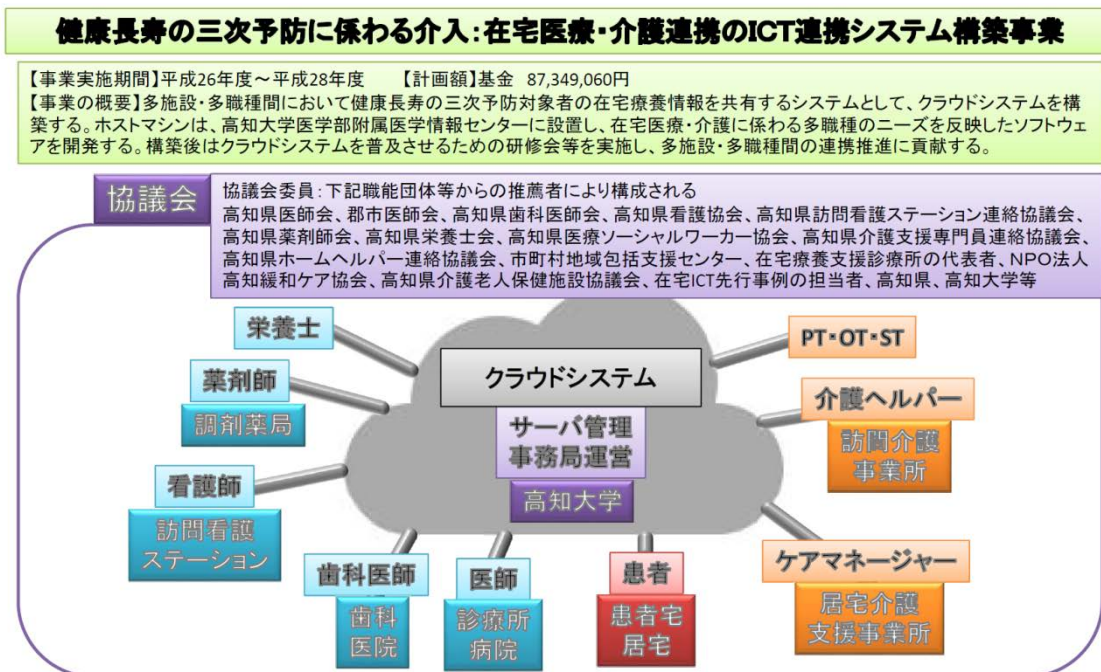 健康長寿の三次予防に係わる介入:在宅医療・介護連携のICT連携システム構築事業
【事業実施期間】平成26年度～平成28年度　【計画額】基金 87,349,060円
【事業の概要】多施設・多職種間において健康長寿の三次予防対象者の在宅療養情報を共有するシステムとして、クラウドシステムを構
築する。ホストマシンは、高知大学医学部附属医学情報センターに設置し、在宅医療・介護に係わる多職種のニーズを反映したソフトウェ
アを開発する。構築後はクラウドシステムを普及させるための研修会等を実施し、多施設・多職種間の連携推進に貢献する。
協議会
協議会委員:下記職能団体等からの推薦者により構成される
高知県医師会、郡市医師会、高知県歯科医師会、高知県看護協会、高知県訪問看護ステーション連絡協議会、
高知県薬剤師会、高知県栄養士会、高知県医療ソーシャルワーカー協会、高知県介護支援専門員連絡協議会、
高知県ホームヘルパー連絡協議会、市町村地域包括支援センター、在宅療養支援診療所の代表者、NPO法人
高知緩和ケア協会、高知県介護老人保健施設協議会、在宅ICT先行事例の担当者、高知県、高知大学等
栄養士
薬剤師
調剤薬局
看護師
訪問看護
ステーション
歯科医師
歯科
医院
医師
診療所
病院
クラウドシステム
サーバ管理
事務局運営
高知大学
患者
患者宅
居宅
PT・OT・ST
介護ヘルパー
訪問介護
事業所
ケアマネージャー
居宅介護
支援事業所